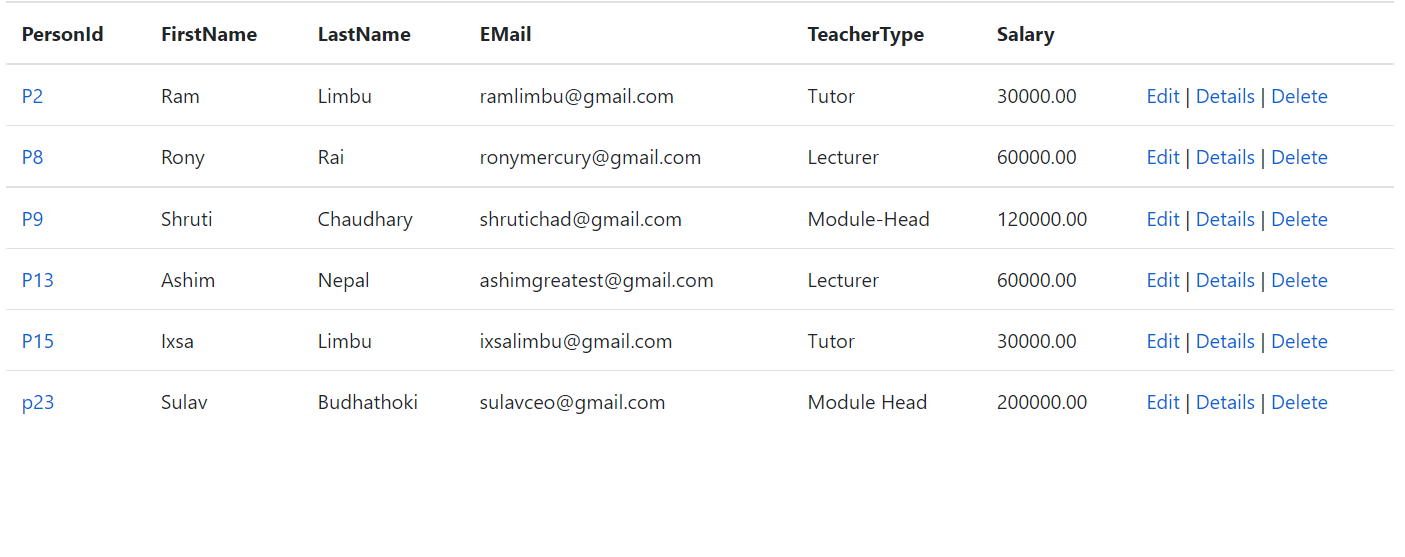 PersonId FirstName LastName EMail TeacherType Salary
P2 Ram Limbu ramlimbu@gmail.com Tutor 30000.00 Edit | Details | Delete
P8 Rony Rai ronymercury@gmail.com Lecturer 60000.00 Edit | Details | Delete
P9 Shruti Chaudhary shrutichad@gmail.com Module-Head 120000.00 Edit | Details | Delete
P13 Ashim Nepal ashimgreatest@gmail.com Lecturer 60000.00 Edit | Details | Delete
P15 Ixsa Limbu ixsalimbu@gmail.com Tutor 30000.00 Edit | Details | Delete
p23 Sulav Budhathoki sulavceo@gmail.com Module Head 200000.00 Edit | Details | Delete